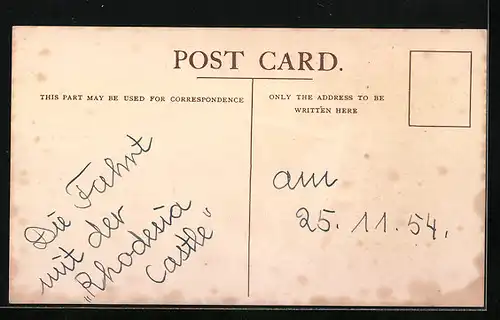 POST CARD.
THIS PART MAY BE USED FOR CORRESPONDENCE
ONLY THE ADDRESS TO BE
WRITTEN HERE
Die Fahrt
mit der
"Rhodesia
Castle"
am
25. 11. 54.